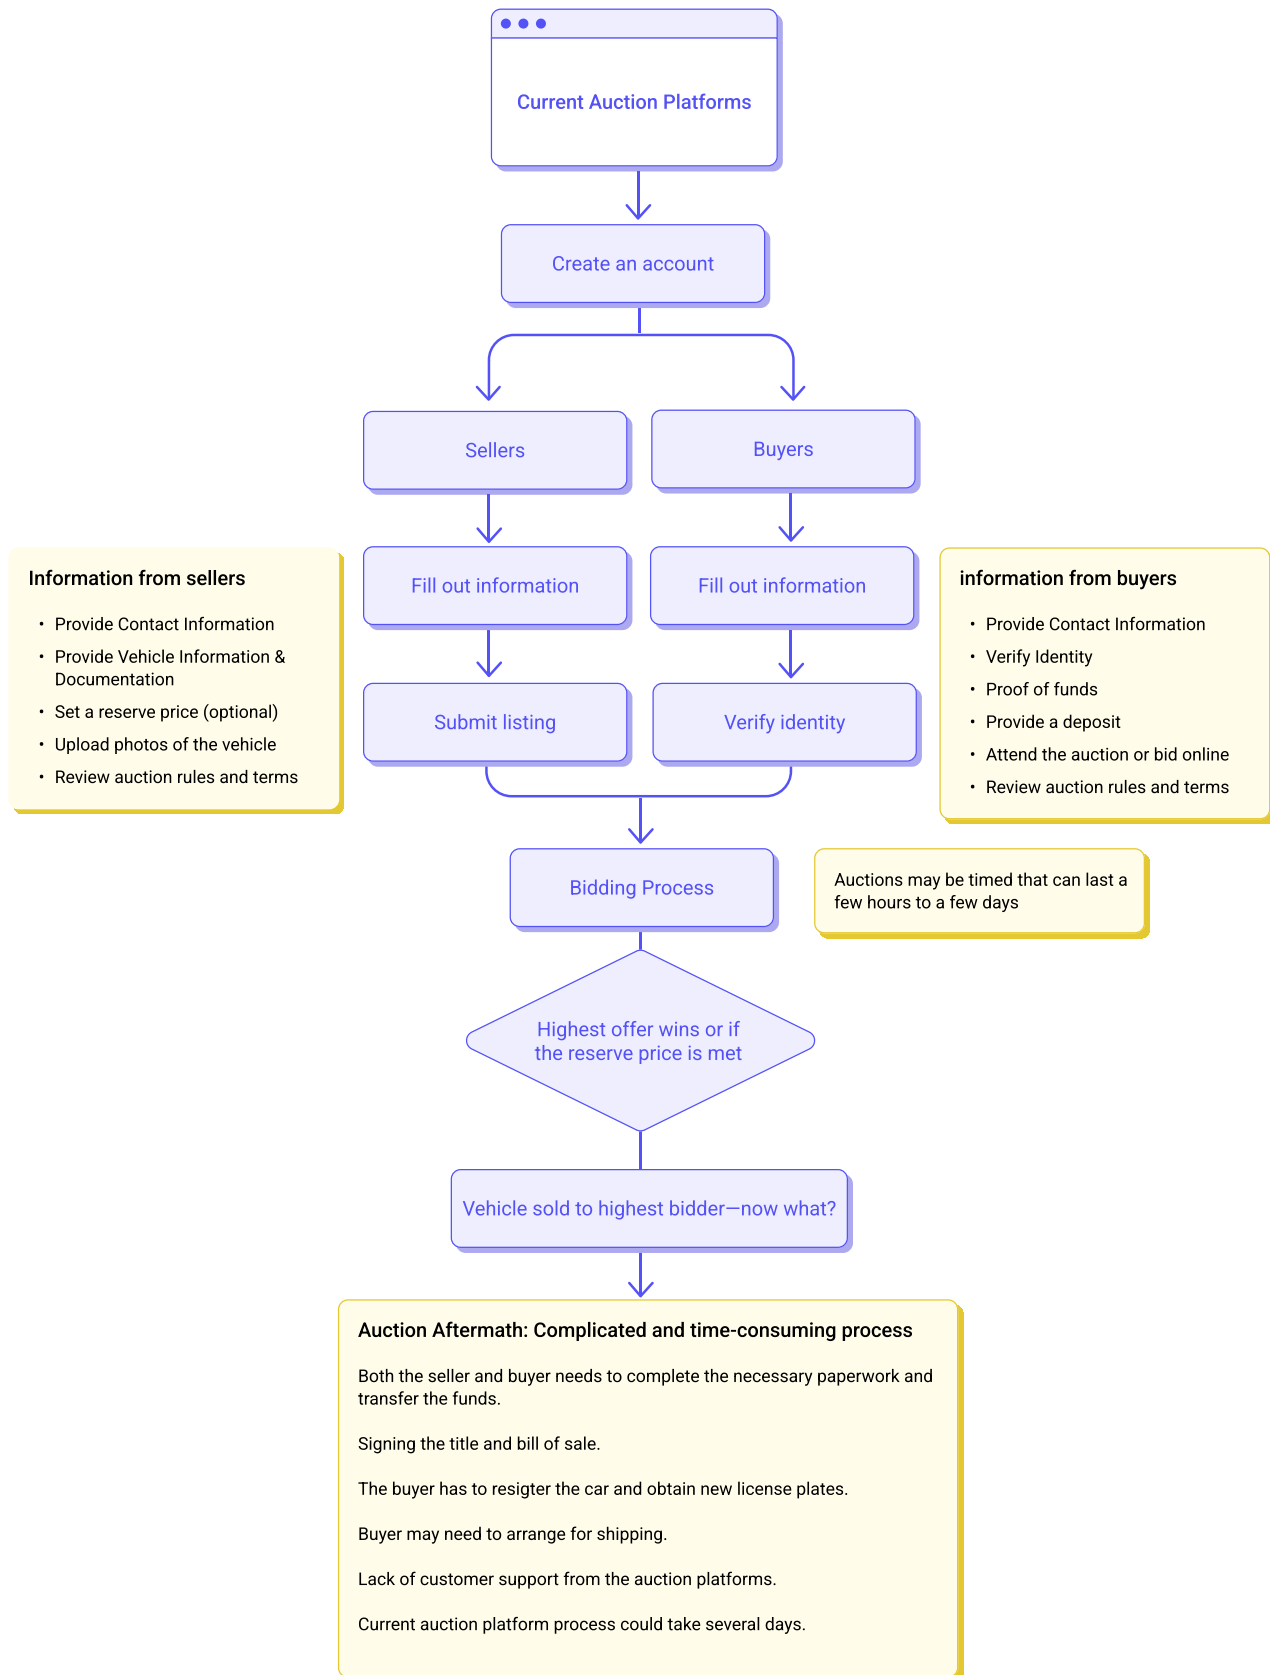 Current Auction Platforms
Create an account
Sellers
Buyers
Fill out information
Fill out information
Information from sellers
• Provide Contact Information
• Provide Vehicle Information &
Documentation
• Set a reserve price (optional)
• Upload photos of the vehicle
• Review auction rules and terms
information from buyers
• Provide Contact Information
• Verify Identity
• Proof of funds
• Provide a deposit
• Attend the auction or bid online
• Review auction rules and terms
Submit listing
Verify identity
Bidding Process
Auctions may be timed that can last a
few hours to a few days
Highest offer wins or if
the reserve price is met
Vehicle sold to highest bidder—now what?
Auction Aftermath: Complicated and time-consuming process
Both the seller and buyer needs to complete the necessary paperwork and
transfer the funds.
Signing the title and bill of sale.
The buyer has to resigter the car and obtain new license plates.
Buyer may need to arrange for shipping.
Lack of customer support from the auction platforms.
Current auction platform process could take several days.